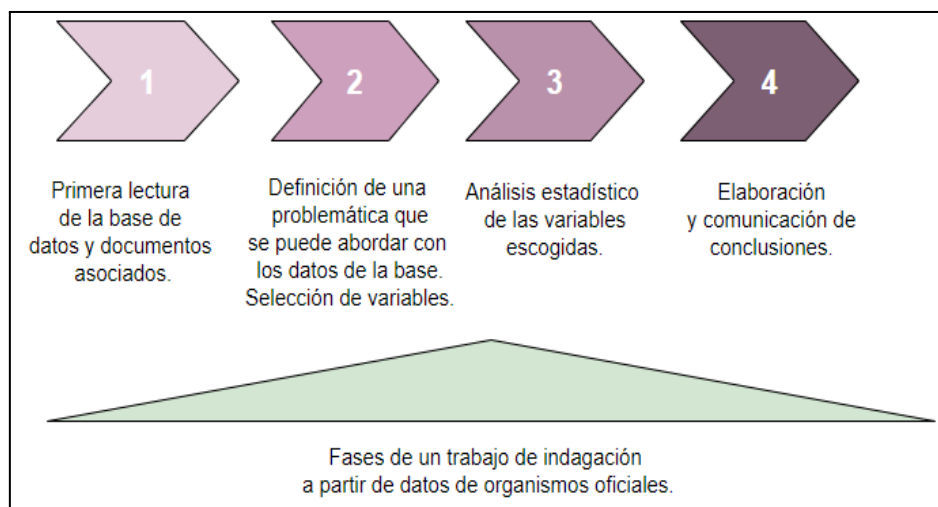 1
2
3
4
Primera lectura
de la base de
datos y documentos
asociados.
Definición de una
problemática que
se puede abordar con
los datos de la base.
Selección de variables.
Análisis estadístico
de las variables
escogidas.
Elaboración
y comunicación de
conclusiones.
Fases de un trabajo de indagación
a partir de datos de organismos oficiales.